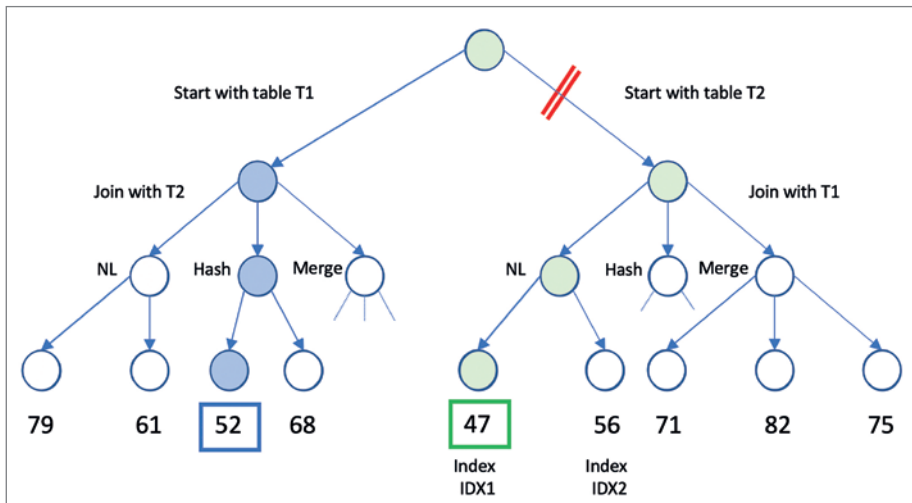 Start with table T1
Start with table T2
Join with T2
Join with T1
NL
Hash
Merge
NL
Hash
Merge
79
61
52
68
47
56
71
82
75
Index
IDX1
Index
IDX2